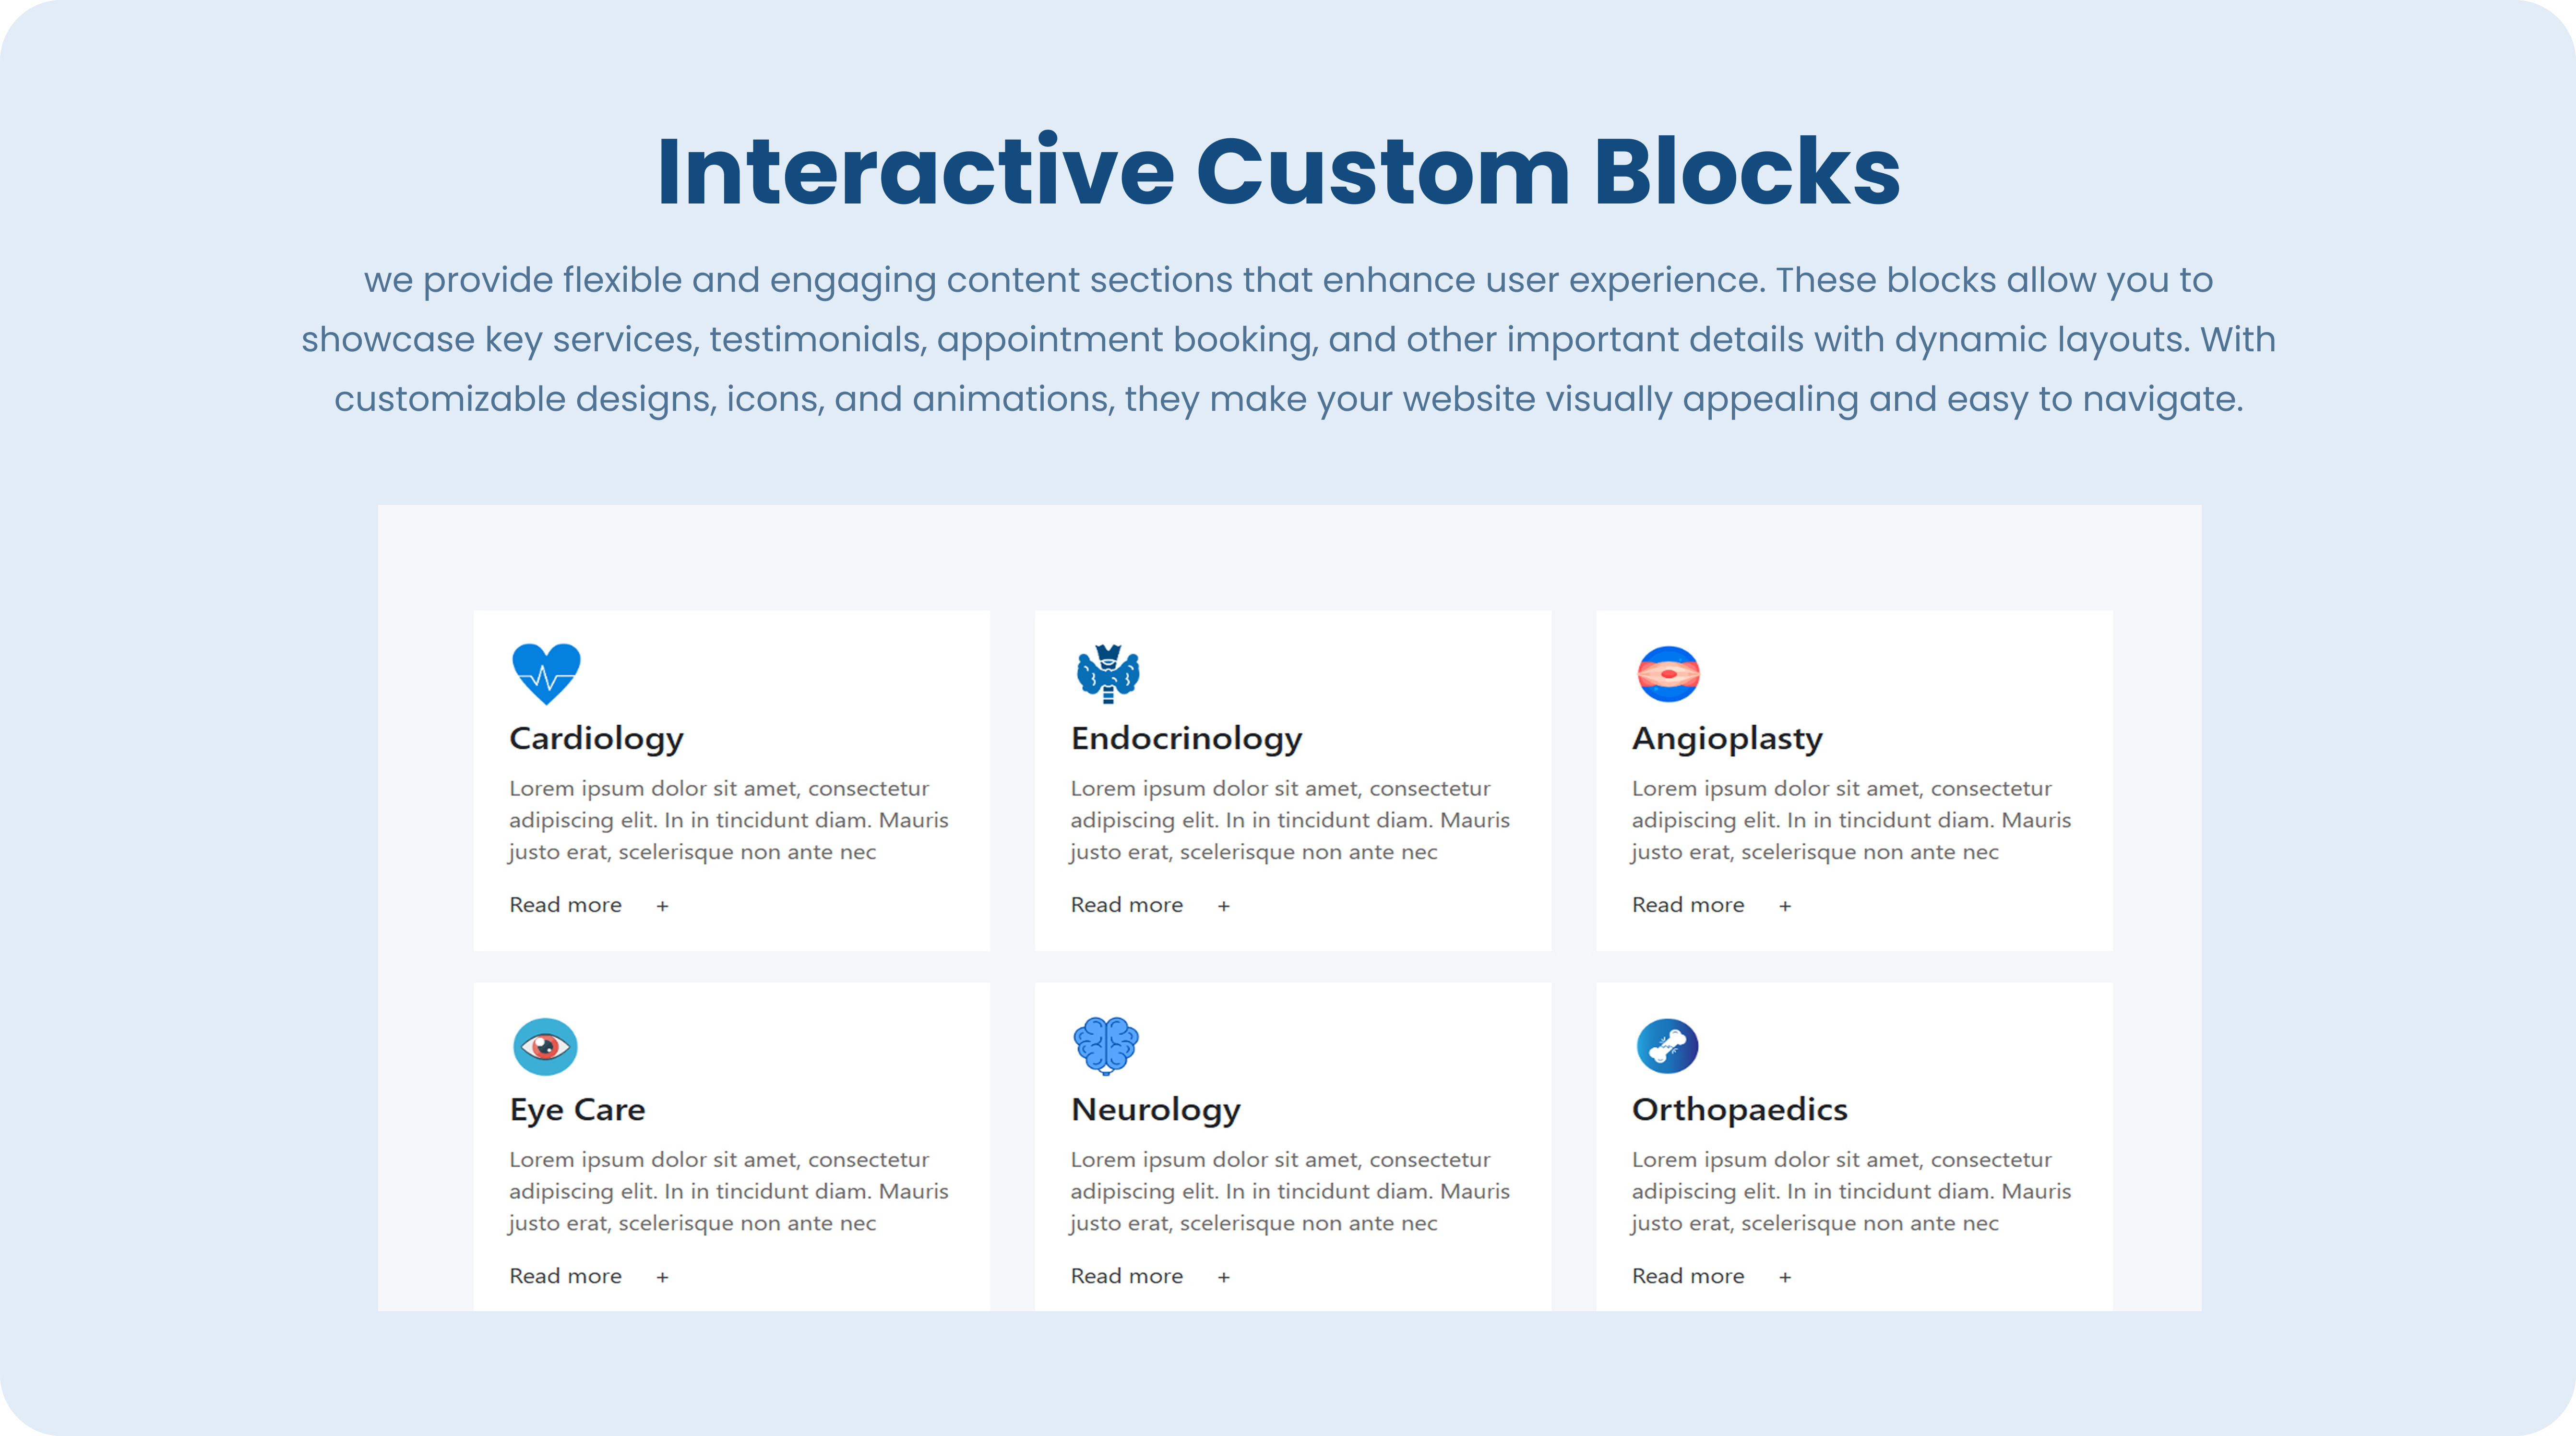 Interactive Custom Blocks
we provide flexible and engaging content sections that enhance user experience. These blocks allow you to
showcase key services, testimonials, appointment booking, and other important details with dynamic layouts. With
customizable designs, icons, and animations, they make your website visually appealing and easy to navigate.
Cardiology
Lorem ipsum dolor sit amet, consectetur
adipiscing elit. In in tincidunt diam. Mauris
justo erat, scelerisque non ante nec
Read more +
Endocrinology
Lorem ipsum dolor sit amet, consectetur
adipiscing elit. In in tincidunt diam. Mauris
justo erat, scelerisque non ante nec
Read more +
Angioplasty
Lorem ipsum dolor sit amet, consectetur
adipiscing elit. In in tincidunt diam. Mauris
justo erat, scelerisque non ante nec
Read more +
Eye Care
Lorem ipsum dolor sit amet, consectetur
adipiscing elit. In in tincidunt diam. Mauris
justo erat, scelerisque non ante nec
Read more +
Neurology
Lorem ipsum dolor sit amet, consectetur
adipiscing elit. In in tincidunt diam. Mauris
justo erat, scelerisque non ante nec
Read more +
Orthopaedics
Lorem ipsum dolor sit amet, consectetur
adipiscing elit. In in tincidunt diam. Mauris
justo erat, scelerisque non ante nec
Read more +